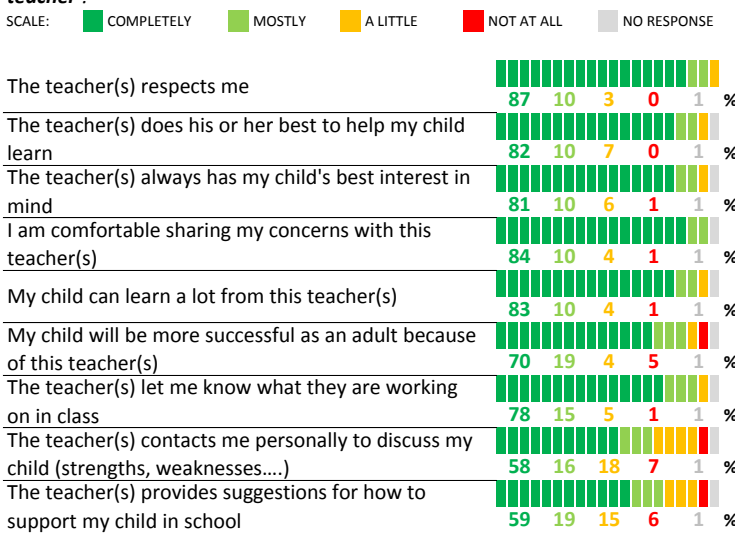 teacher :
SCALE: COMPLETELY MOSTLY A LITTLE NOT AT ALL NO RESPONSE
The teacher(s) respects me
87 10 3 0 1 %
The teacher(s) does his or her best to help my child
learn
82 10 7 0 1 %
The teacher(s) always has my child's best interest in
mind
81 10 6 1 1 %
I am comfortable sharing my concerns with this
teacher(s)
84 10 4 1 1 %
My child can learn a lot from this teacher(s)
83 10 4 1 1 %
My child will be more successful as an adult because
of this teacher(s)
70 19 4 5 1 %
The teacher(s) let me know what they are working
on in class
78 15 5 1 1 %
The teacher(s) contacts me personally to discuss my
child (strengths, weaknesses....)
58 16 18 7 1 %
The teacher(s) provides suggestions for how to
support my child in school
59 19 15 6 1 %